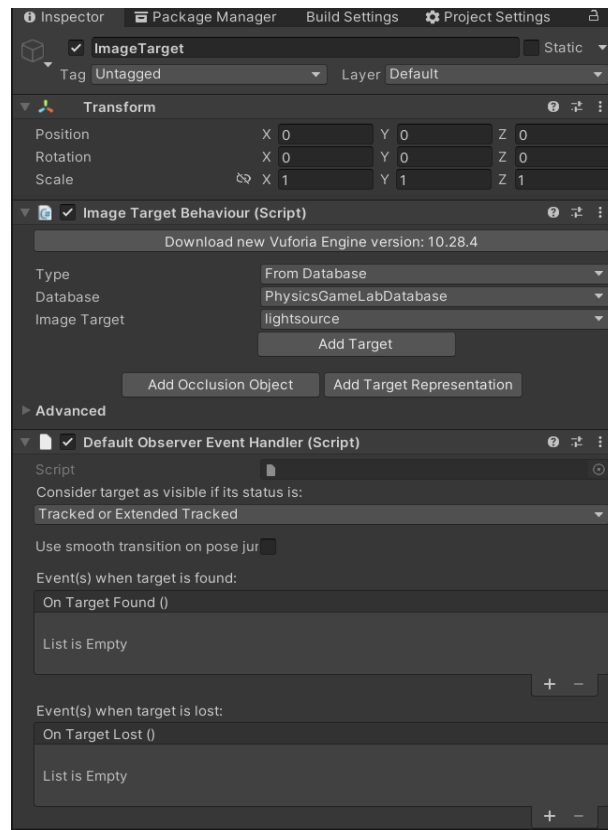 Inspector Package Manager Build Settings Project Settings
ImageTarget Static
Tag Untagged Layer Default
Transform
Position X 0 Y 0 Z 0
Rotation X 0 Y 0 Z 0
Scale X 1 Y 1 Z 1
Image Target Behaviour (Script)
Download new Vuforia Engine version: 10.28.4
Type From Database
Database PhysicsGameLabDatabase
Image Target lightsource
Add Target
Add Occlusion Object Add Target Representation
Advanced
Default Observer Event Handler (Script)
Script
Consider target as visible if its status is:
Tracked or Extended Tracked
Use smooth transition on pose jur
Event(s) when target is found:
On Target Found ()
List is Empty
+ −
Event(s) when target is lost:
On Target Lost ()
List is Empty
+ −